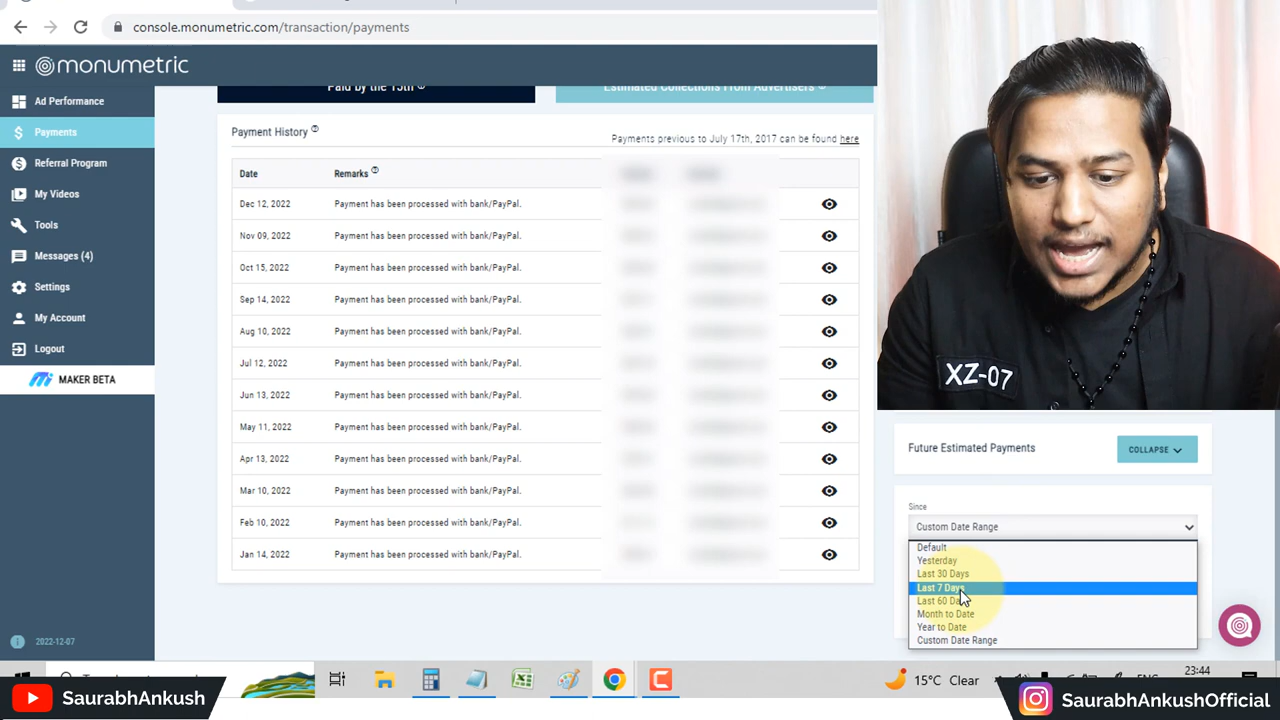 console.monumetric.com/transaction/payments
monumetric
Ad Performance
Payments
Referral Program
My Videos
Tools
Messages (4)
Settings
My Account
Logout
MAKER BETA
2022-12-07
Paid by the 15th
Estimated Collections From Advertisers
Payment History
Payments previous to July 17th, 2017 can be found here
Date Remarks
Dec 12, 2022 Payment has been processed with bank/PayPal.
Nov 09, 2022 Payment has been processed with bank/PayPal.
Oct 15, 2022 Payment has been processed with bank/PayPal.
Sep 14, 2022 Payment has been processed with bank/PayPal.
Aug 10, 2022 Payment has been processed with bank/PayPal.
Jul 12, 2022 Payment has been processed with bank/PayPal.
Jun 13, 2022 Payment has been processed with bank/PayPal.
May 11, 2022 Payment has been processed with bank/PayPal.
Apr 13, 2022 Payment has been processed with bank/PayPal.
Mar 10, 2022 Payment has been processed with bank/PayPal.
Feb 10, 2022 Payment has been processed with bank/PayPal.
Jan 14, 2022 Payment has been processed with bank/PayPal.
XZ-07
Future Estimated Payments
COLLAPSE
Since
Custom Date Range
Default
Yesterday
Last 30 Days
Last 7 Days
Last 60 Days
Month to Date
Year to Date
Custom Date Range
15°C Clear
23:44
SaurabhAnkush
SaurabhAnkushOfficial